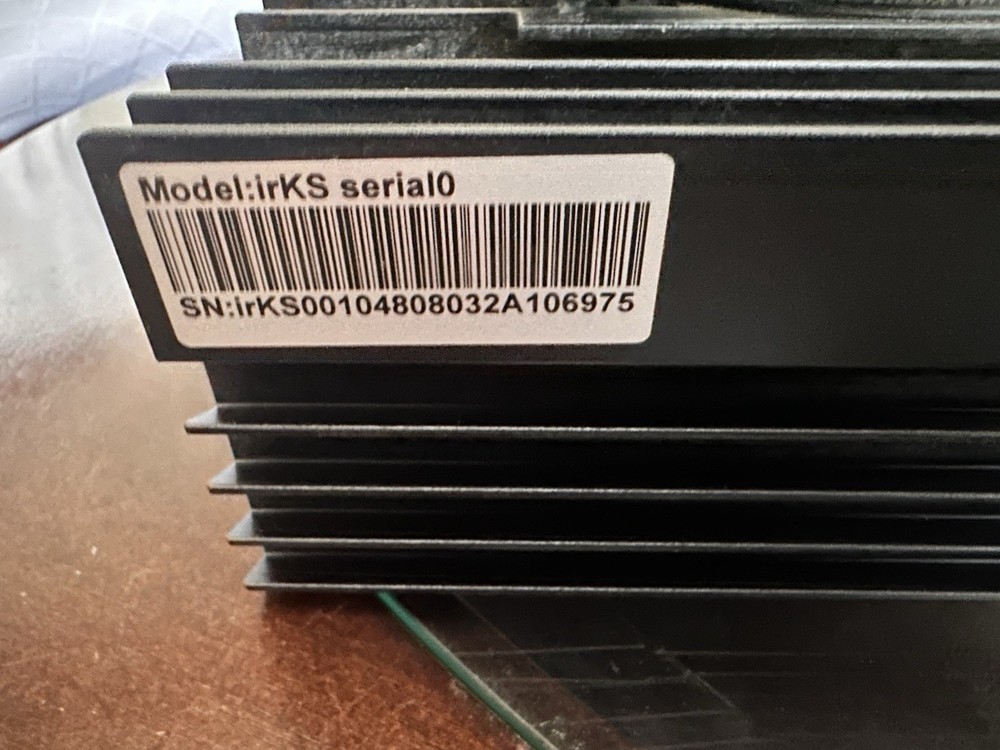 Model:irKS serial0
SN:irKS00104808032A106975